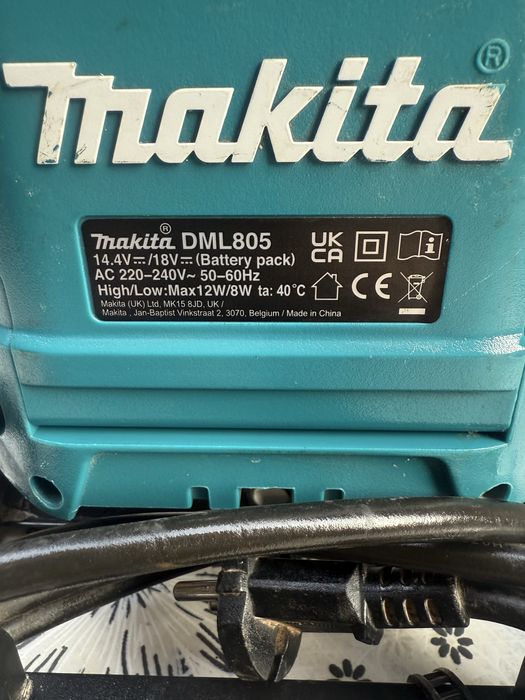 makita®
makita® DML805
14.4V⎓/18V⎓ (Battery pack)
AC 220–240V~ 50–60Hz
High/Low:Max12W/8W ta: 40°C
Makita (UK) Ltd, MK15 8JD, UK /
Makita , Jan-Baptist Vinkstraat 2, 3070, Belgium / Made in China
UK
CA
i
CE